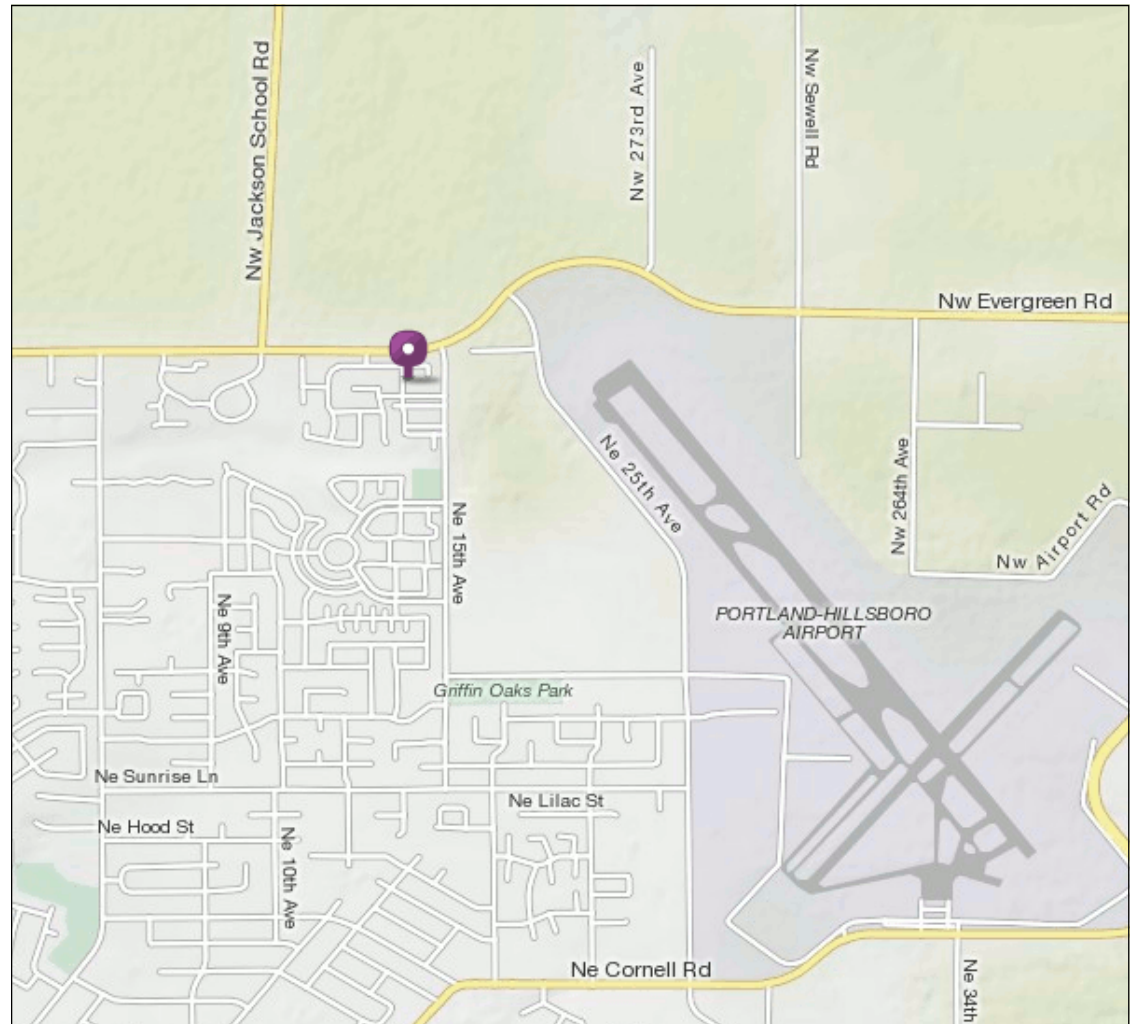 Nw Jackson School Rd
Nw 273rd Ave
Nw Sewell Rd
Nw Evergreen Rd
Ne 25th Ave
Nw 264th Ave
Nw Airport Rd
Ne 15th Ave
Ne 9th Ave
PORTLAND-HILLSBORO
AIRPORT
Griffin Oaks Park
Ne Sunrise Ln
Ne Lilac St
Ne Hood St
Ne 10th Ave
Ne Cornell Rd
Ne 34th